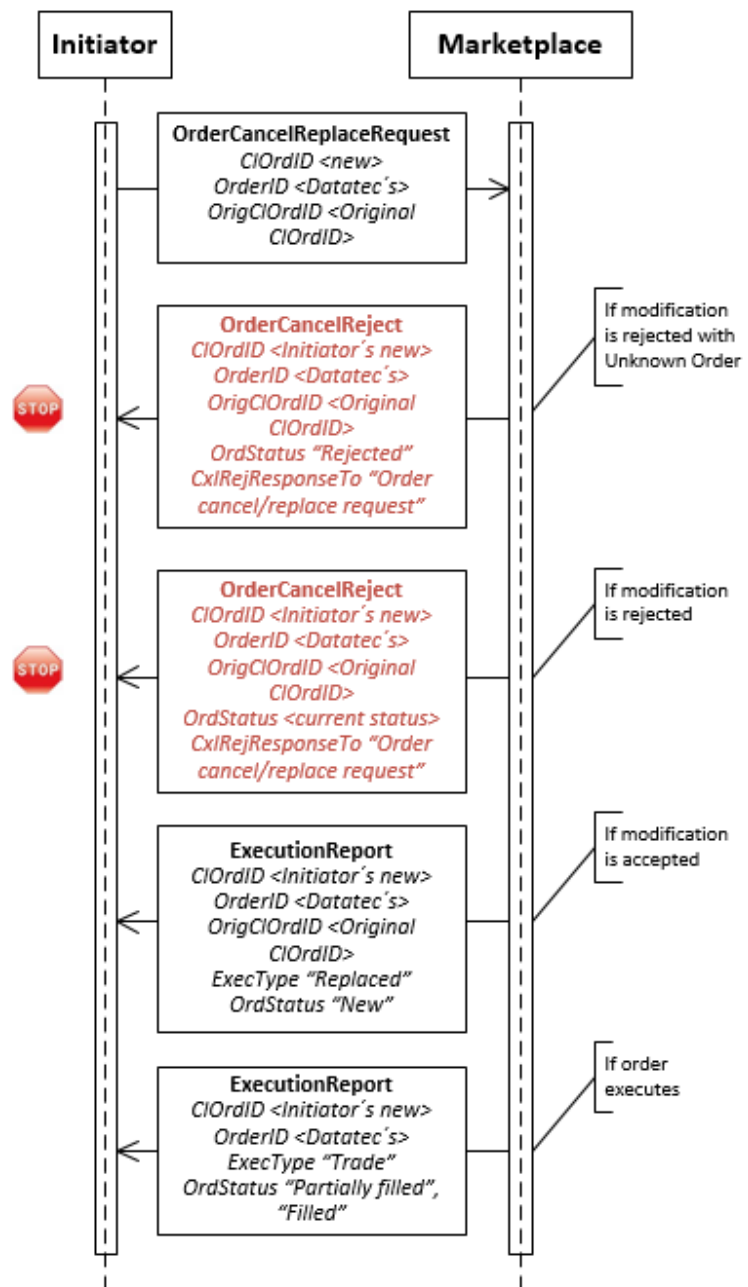 Initiator
Marketplace
OrderCancelReplaceRequest
ClOrdID <new>
OrderID <Datatec´s>
OrigClOrdID <Original
ClOrdID>
If modification
is rejected with
Unknown Order
OrderCancelReject
ClOrdID <Initiator´s new>
OrderID <Datatec´s>
OrigClOrdID <Original
ClOrdID>
OrdStatus “Rejected”
CxlRejResponseTo “Order
cancel/replace request”
STOP
If modification
is rejected
OrderCancelReject
ClOrdID <Initiator´s new>
OrderID <Datatec´s>
OrigClOrdID <Original
ClOrdID>
OrdStatus <current status>
CxlRejResponseTo “Order
cancel/replace request”
STOP
If modification
is accepted
ExecutionReport
ClOrdID <Initiator´s new>
OrderID <Datatec´s>
OrigClOrdID <Original
ClOrdID>
ExecType “Replaced”
OrdStatus “New”
If order
executes
ExecutionReport
ClOrdID <Initiator´s new>
OrderID <Datatec´s>
ExecType “Trade”
OrdStatus “Partially filled”,
“Filled”